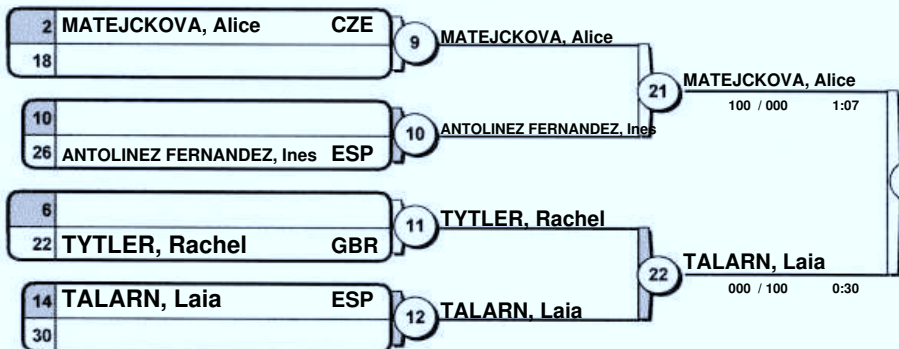 2 MATEJCKOVA, Alice CZE
18
9 MATEJCKOVA, Alice
10
26 ANTOLINEZ FERNANDEZ, Ines ESP
10 ANTOLINEZ FERNANDEZ, Ines
21 MATEJCKOVA, Alice
100 / 000 1:07
6
22 TYTLER, Rachel GBR
11 TYTLER, Rachel
14 TALARN, Laia ESP
30
12 TALARN, Laia
22 TALARN, Laia
000 / 100 0:30